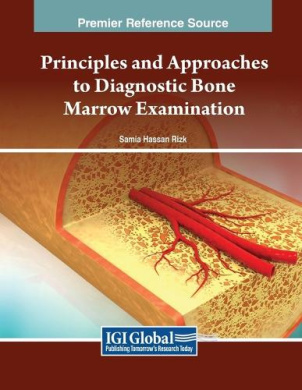 Premier Reference Source
Principles and Approaches
to Diagnostic Bone
Marrow Examination
Samia Hassan Rizk
IGI Global
Publishing Tomorrow's Research Today